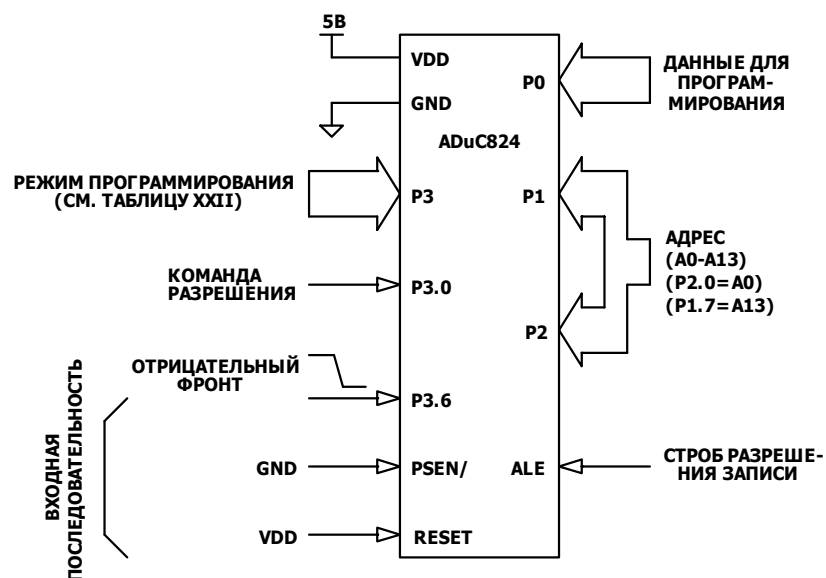 5В
VDD
GND
ADuC824
P0
ДАННЫЕ ДЛЯ
ПРОГРАМ-
МИРОВАНИЯ
РЕЖИМ ПРОГРАММИРОВАНИЯ
(СМ. ТАБЛИЦУ XXII)
P3
P1
КОМАНДА
РАЗРЕШЕНИЯ
P3.0
АДРЕС
(A0-A13)
(P2.0=A0)
(P1.7=A13)
P2
ОТРИЦАТЕЛЬНЫЙ
ФРОНТ
P3.6
ВХОДНАЯ
ПОСЛЕДОВАТЕЛЬНОСТЬ
GND
PSEN/
ALE
СТРОБ РАЗРЕШЕ-
НИЯ ЗАПИСИ
VDD
RESET